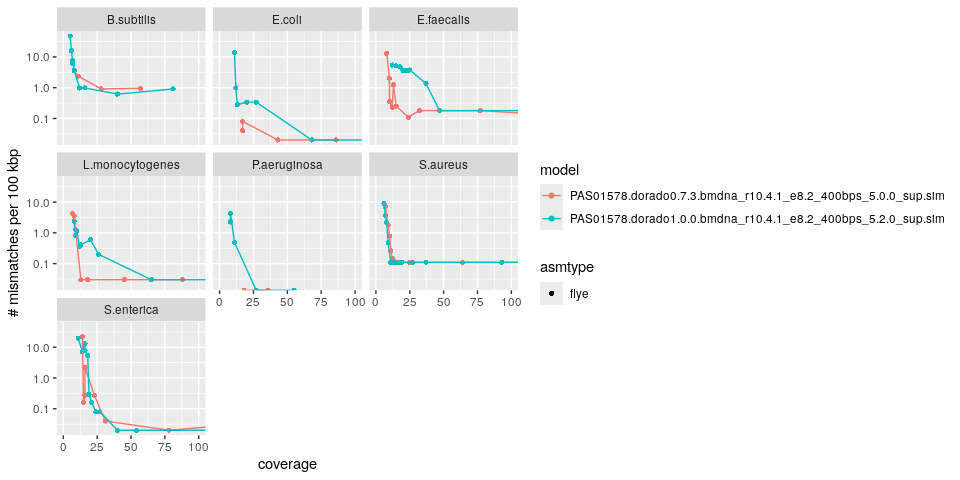 B.subtilis E.coli E.faecalis
10.0
1.0
0.1
L.monocytogenes P.aeruginosa S.aureus
10.0
1.0
0.1
0 25 50 75 100 0 25 50 75 100
S.enterica
10.0
1.0
0.1
0 25 50 75 100
coverage
# mismatches per 100 kbp
model
PAS01578.dorado0.7.3.bmdna_r10.4.1_e8.2_400bps_5.0.0_sup.slm
PAS01578.dorado1.0.0.bmdna_r10.4.1_e8.2_400bps_5.2.0_sup.slm
asmtype
flye